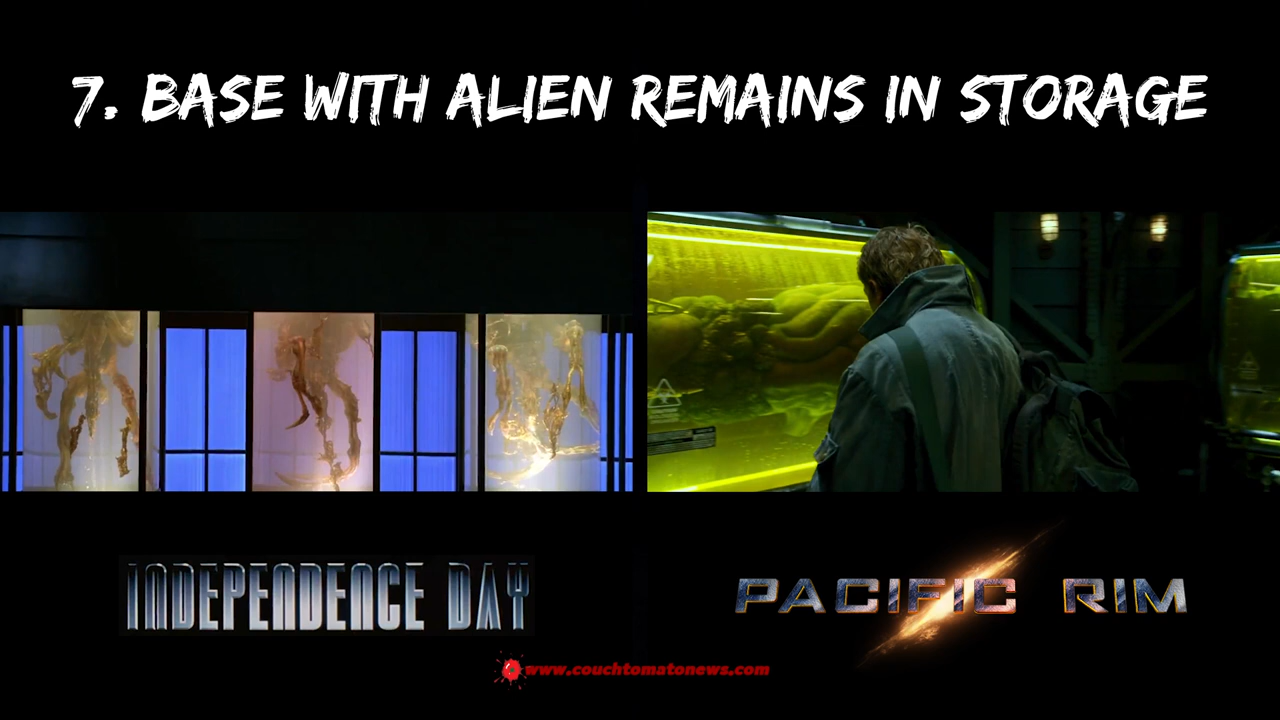 7. BASE WITH ALIEN REMAINS IN STORAGE
INDEPENDENCE DAY
PACIFIC RIM
www.couchtomatonews.com